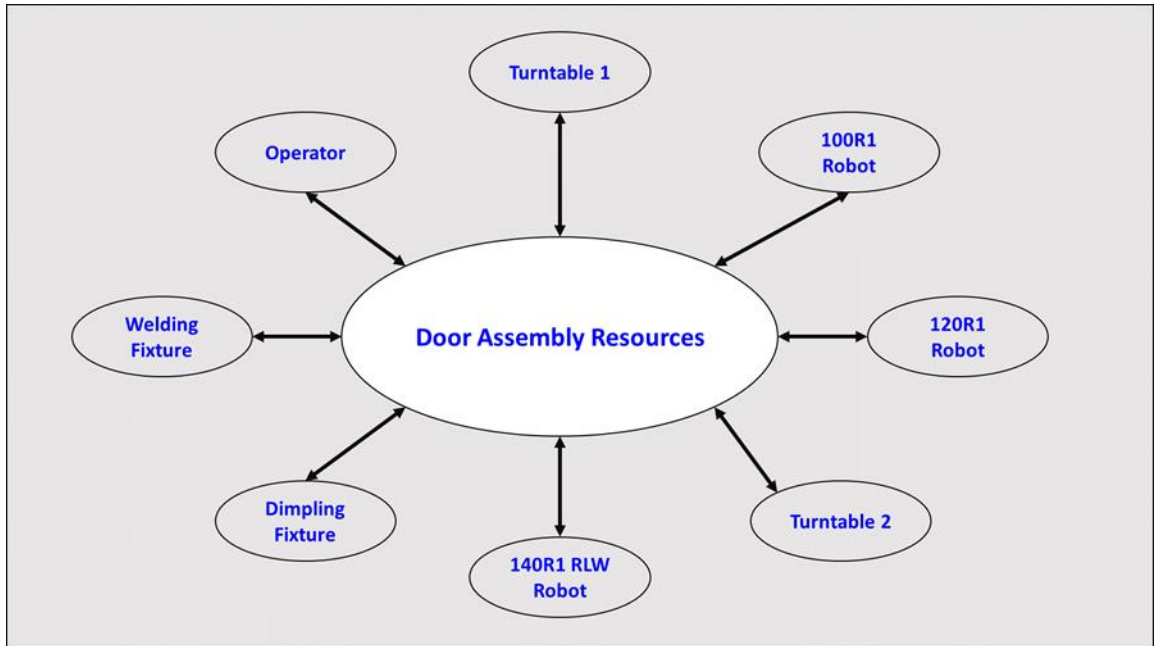 Turntable 1
Operator
100R1
Robot
Door Assembly Resources
Welding
Fixture
120R1
Robot
Dimpling
Fixture
Turntable 2
140R1 RLW
Robot